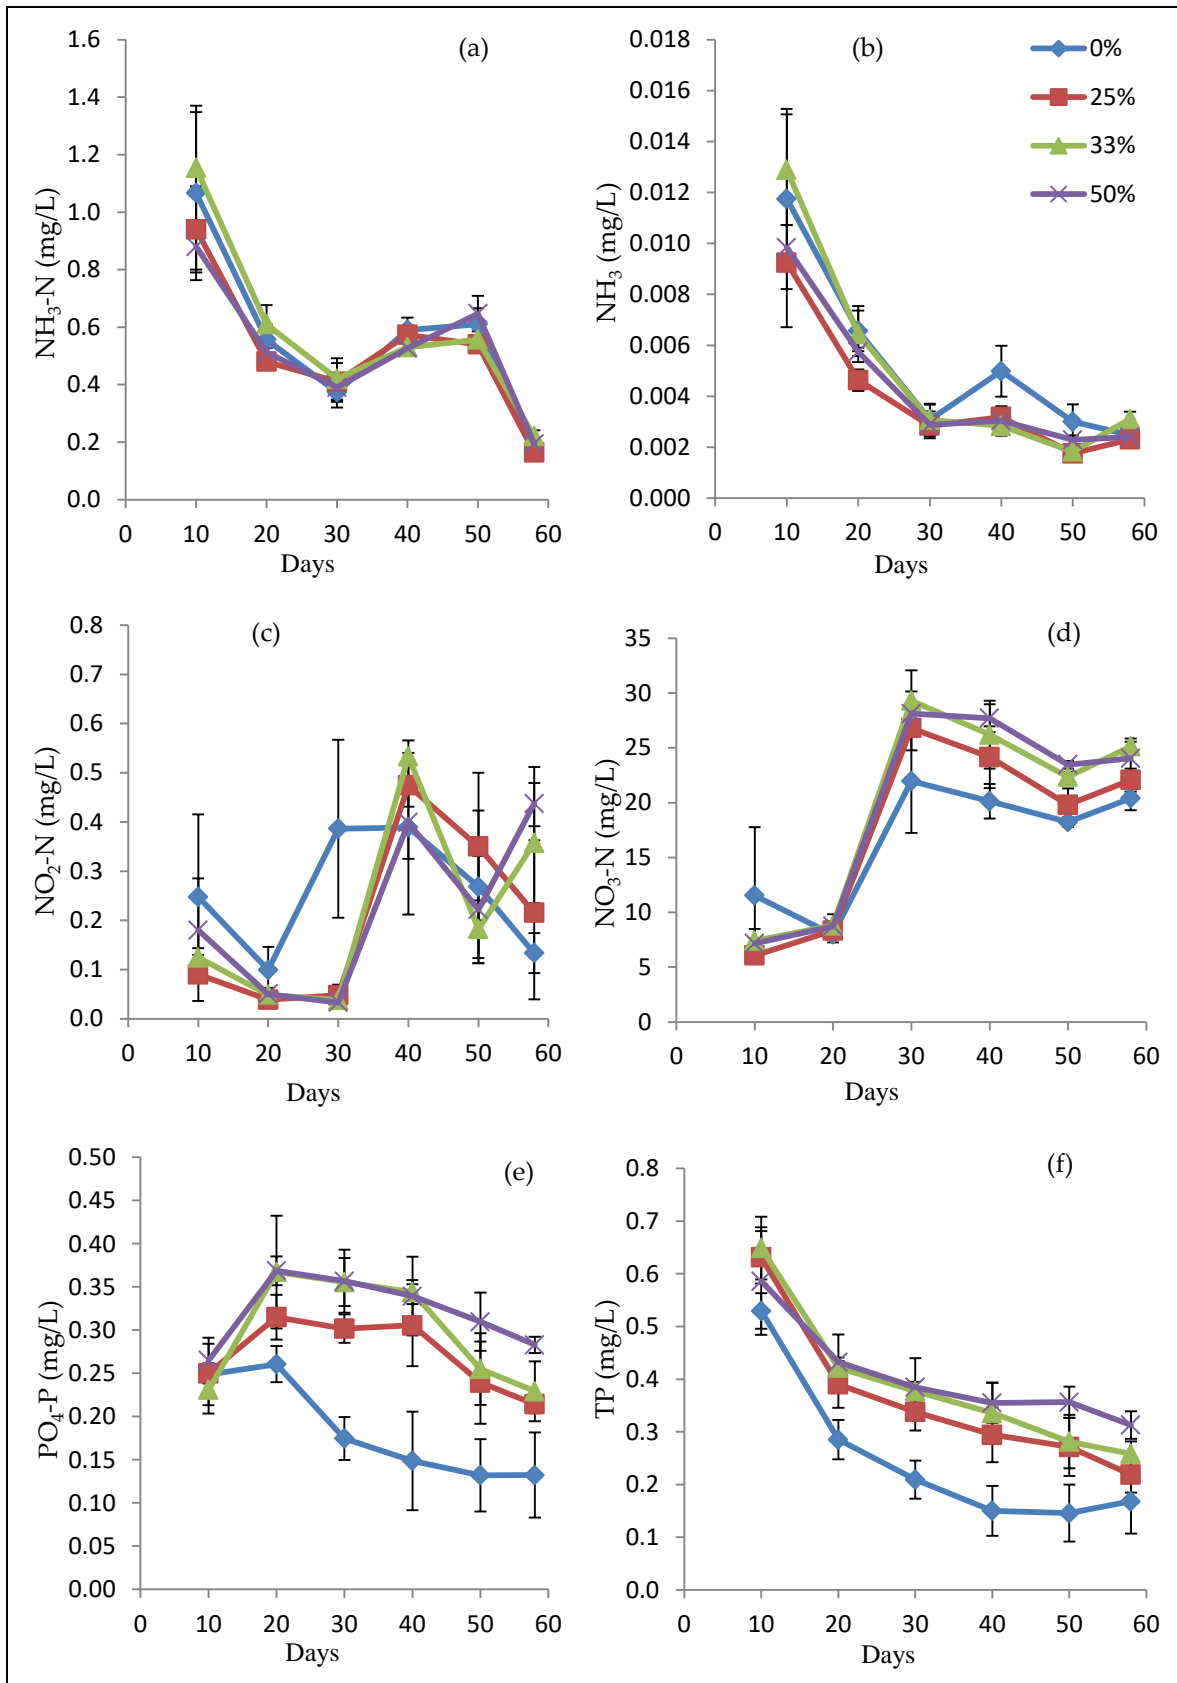 (a)
NH₃-N (mg/L)
1.6
1.4
1.2
1.0
0.8
0.6
0.4
0.2
0.0
0 10 20 30 40 50 60
Days
(b)
NH₃ (mg/L)
0.018
0.016
0.014
0.012
0.010
0.008
0.006
0.004
0.002
0.000
0 10 20 30 40 50 60
Days
0%
25%
33%
50%
(c)
NO₂-N (mg/L)
0.8
0.7
0.6
0.5
0.4
0.3
0.2
0.1
0.0
0 10 20 30 40 50 60
Days
(d)
NO₃-N (mg/L)
35
30
25
20
15
10
5
0
0 10 20 30 40 50 60
Days
(e)
PO₄-P (mg/L)
0.50
0.45
0.40
0.35
0.30
0.25
0.20
0.15
0.10
0.05
0.00
0 10 20 30 40 50 60
Days
(f)
TP (mg/L)
0.8
0.7
0.6
0.5
0.4
0.3
0.2
0.1
0.0
0 10 20 30 40 50 60
Days